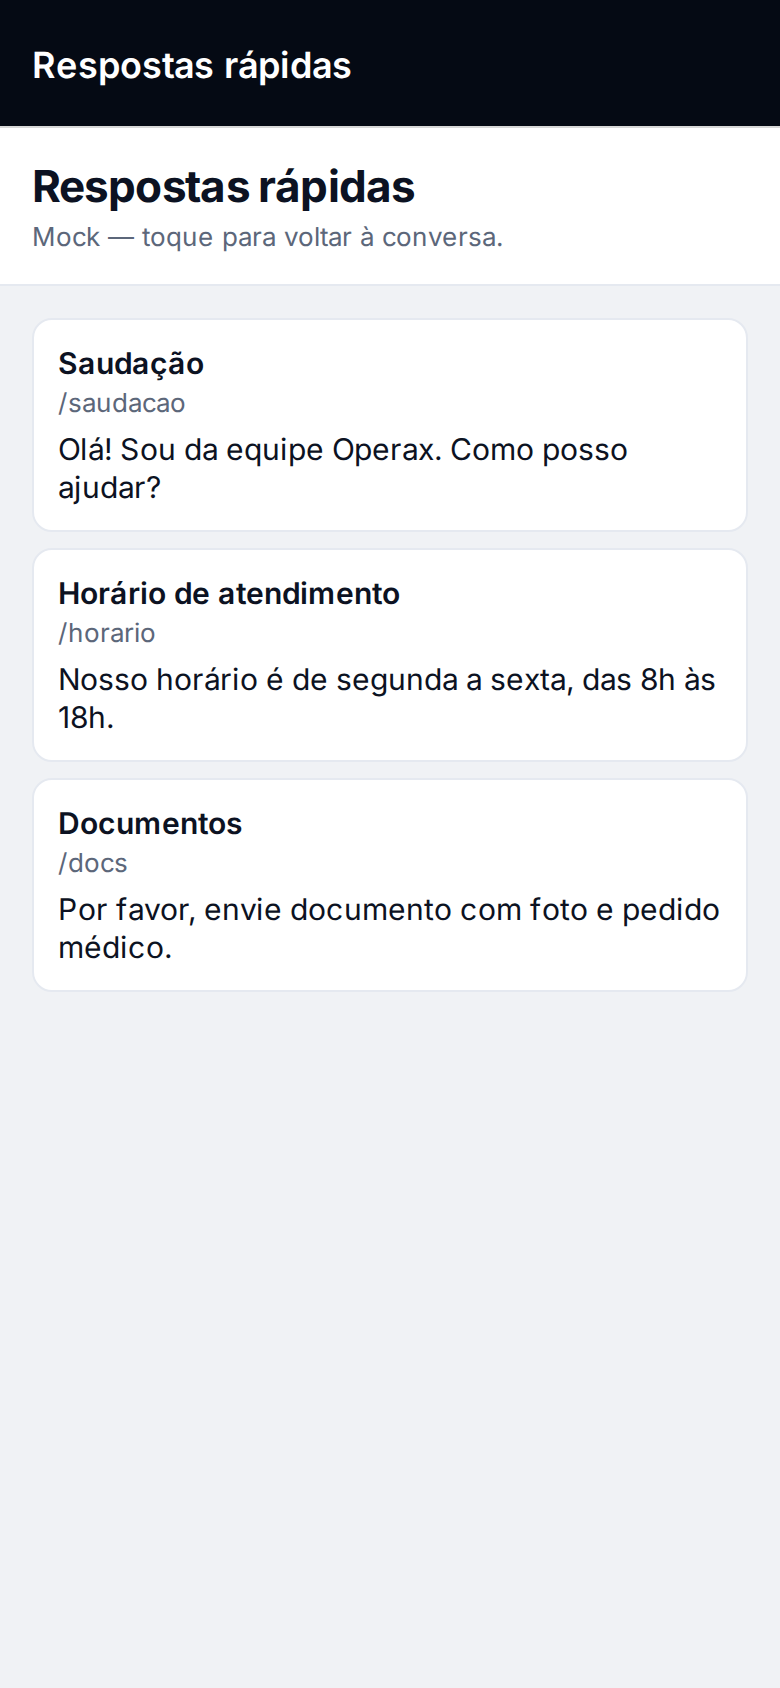 Respostas rápidas
Respostas rápidas
Mock — toque para voltar à conversa.
Saudação
/saudacao
Olá! Sou da equipe Operax. Como posso
ajudar?
Horário de atendimento
/horario
Nosso horário é de segunda a sexta, das 8h às
18h.
Documentos
/docs
Por favor, envie documento com foto e pedido
médico.